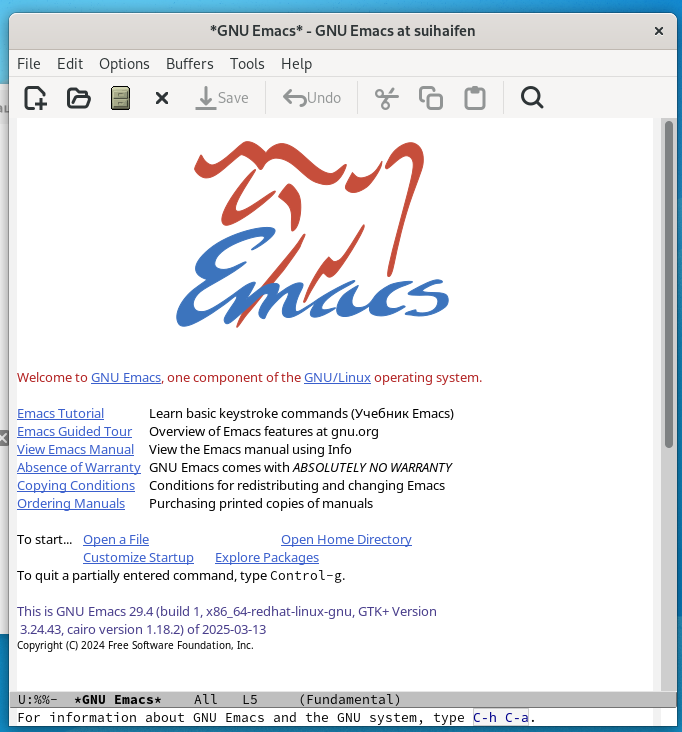 *GNU Emacs* - GNU Emacs at suihaifen
File Edit Options Buffers Tools Help
Save Undo
Emacs
Welcome to GNU Emacs, one component of the GNU/Linux operating system.
Emacs Tutorial Learn basic keystroke commands (Учебник Emacs)
Emacs Guided Tour Overview of Emacs features at gnu.org
View Emacs Manual View the Emacs manual using Info
Absence of Warranty GNU Emacs comes with ABSOLUTELY NO WARRANTY
Copying Conditions Conditions for redistributing and changing Emacs
Ordering Manuals Purchasing printed copies of manuals
To start... Open a File Open Home Directory
Customize Startup Explore Packages
To quit a partially entered command, type Control-g.
This is GNU Emacs 29.4 (build 1, x86_64-redhat-linux-gnu, GTK+ Version
3.24.43, cairo version 1.18.2) of 2025-03-13
Copyright (C) 2024 Free Software Foundation, Inc.
U:%%- *GNU Emacs* All L5 (Fundamental)
For information about GNU Emacs and the GNU system, type C-h C-a.